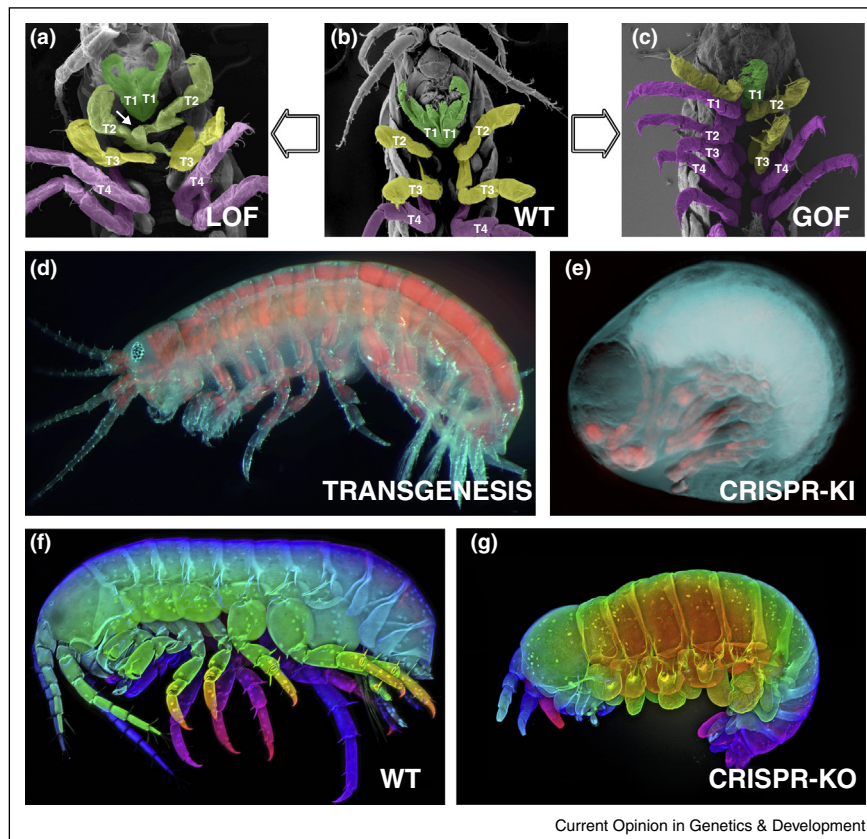 (a)
T1 T1
T2
T2
T3
T3
T4
T4
LOF
(b)
T1 T1
T2
T2
T3
T3
T4
T4
WT
(c)
T1
T1
T2
T2
T3
T3
T4
T4
GOF
(d)
TRANSGENESIS
(e)
CRISPR-KI
(f)
WT
(g)
CRISPR-KO
Current Opinion in Genetics & Development